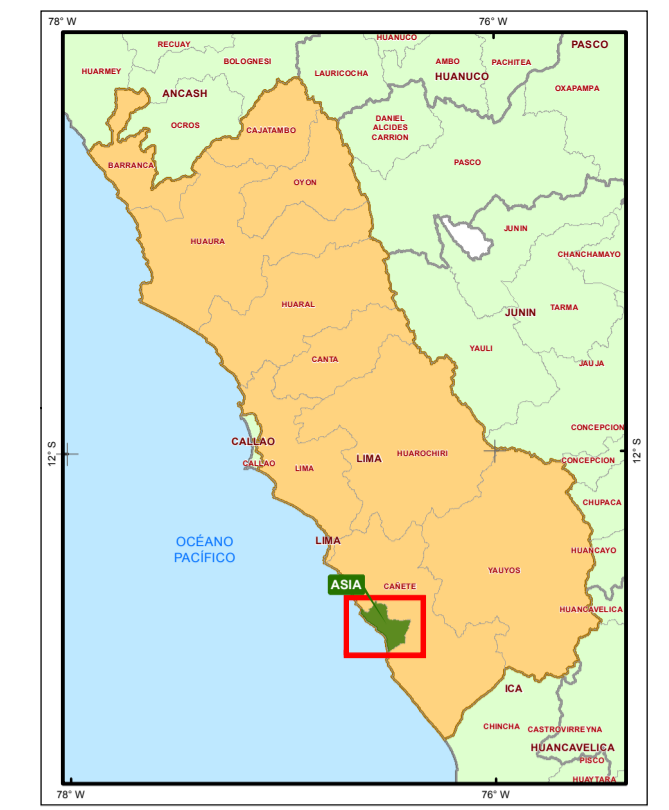 78° W
76° W
RECUAY
HUANUCO
PASCO
BOLOGNESI
AMBO
PACHITEA
HUARMEY
LAURICOCHA
HUANUCO
OXAPAMPA
ANCASH
OCROS
CAJATAMBO
DANIEL
ALCIDES
CARRION
BARRANCA
PASCO
OYON
JUNIN
HUAURA
CHANCHAMAYO
HUARAL
JUNIN
TARMA
YAULI
CANTA
JAUJA
CONCEPCION
CALLAO
12° S
12° S
HUAROCHIRI
LIMA
CALLAO
LIMA
CONCEPCION
CHUPACA
LIMA
OCÉANO
PACÍFICO
HUANCAYO
YAUYOS
ASIA
CAÑETE
HUANCAVELICA
ICA
CHINCHA
CASTROVIRREYNA
HUANCAVELICA
PISCO
HUAYTARA
78° W
76° W